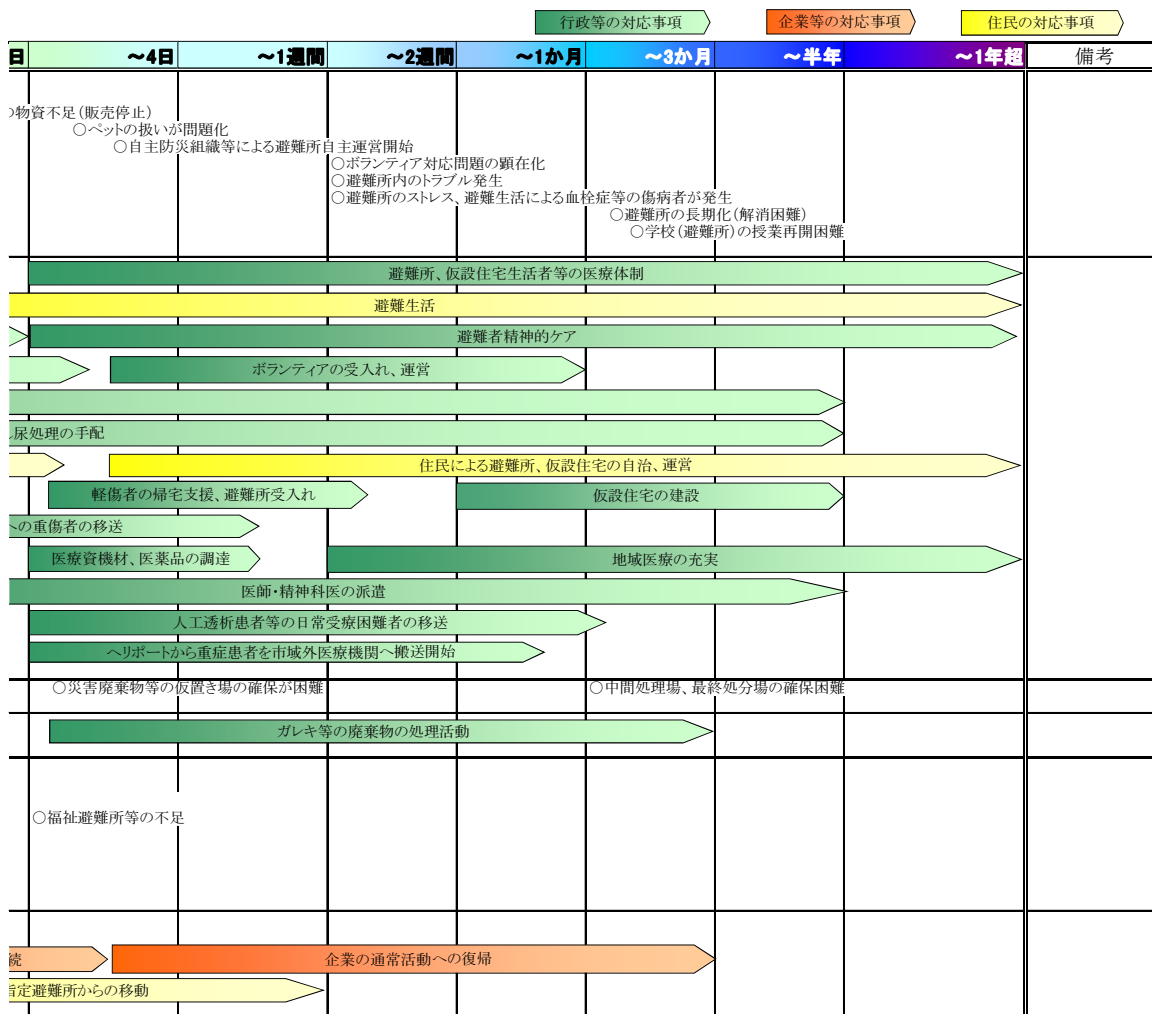 行政等の対応事項
企業等の対応事項
住民の対応事項
日 ～4日 ～1週間 ～2週間 ～1か月 ～3か月 ～半年 ～1年超 備考
の物資不足(販売停止)
○ペットの扱いが問題化
○自主防災組織等による避難所自主運営開始
○ボランティア対応問題の顕在化
○避難所内のトラブル発生
○避難所のストレス、避難生活による血栓症等の傷病者が発生
○避難所の長期化(解消困難)
○学校(避難所)の授業再開困難
避難所、仮設住宅生活者等の医療体制
避難生活
避難者精神的ケア
ボランティアの受入れ、運営
し尿処理の手配
住民による避難所、仮設住宅の自治、運営
軽傷者の帰宅支援、避難所受入れ
仮設住宅の建設
への重傷者の移送
医療資機材、医薬品の調達
地域医療の充実
医師・精神科医の派遣
人工透析患者等の日常受療困難者の移送
ヘリポートから重症患者を市域外医療機関へ搬送開始
○災害廃棄物等の仮置き場の確保が困難
○中間処理場、最終処分場の確保困難
ガレキ等の廃棄物の処理活動
○福祉避難所等の不足
続
企業の通常活動への復帰
指定避難所からの移動